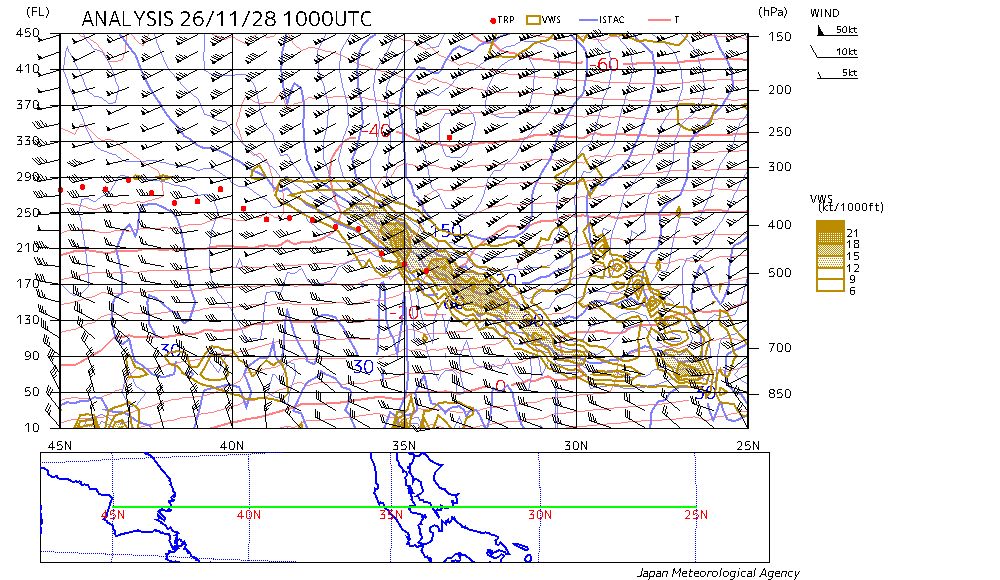 (FL) ANALYSIS 26/11/28 1000UTC TRP VWS ISTAC T (hPa) WIND
450 150 50kt
410 -60 10kt
5kt
370 200
330 -40 250
290 300
VWS
(kt/1000ft)
250 400
21
210 50 18
15
500 12
170 20 9
6
130 -20
90 30 700
30
50 0 850
50
10
45N 40N 35N 30N 25N
45N 40N 35N 30N 25N
Japan Meteorological Agency